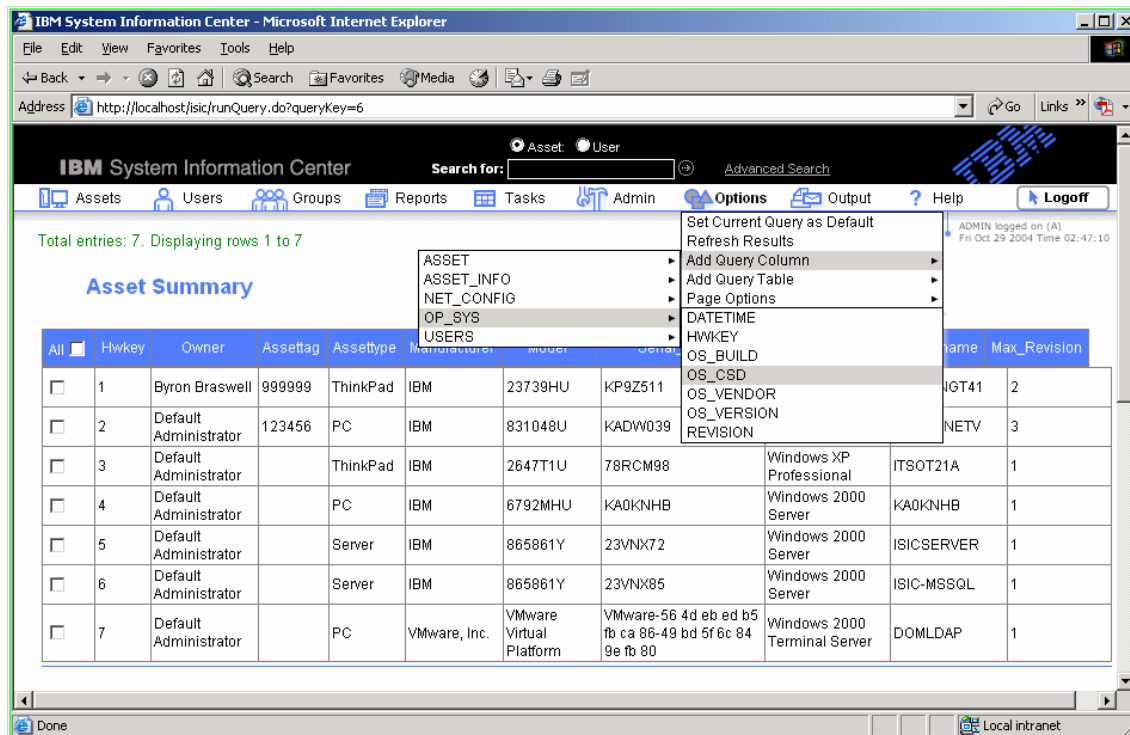 IBM System Information Center - Microsoft Internet Explorer
File Edit View Favorites Tools Help
Back Search Favorites Media
Address http://localhost/isic/runQuery.do?queryKey=6 Go Links »
IBM System Information Center
Asset: User
Search for: Advanced Search
IBM
Assets Users Groups Reports Tasks Admin Options Output ? Help Logoff
Total entries: 7. Displaying rows 1 to 7
ADMIN logged on (A)
Fri Oct 29 2004 Time 02:47:10
Asset Summary
Set Current Query as Default
Refresh Results
Add Query Column
Add Query Table
Page Options
ASSET
ASSET_INFO
NET_CONFIG
OP_SYS
USERS
DATETIME
HWKEY
OS_BUILD
OS_CSD
OS_VENDOR
OS_VERSION
REVISION
All Hwkey Owner Assettag Assettype Manufacturer Model Serial_ name Max_Revision
1 Byron Braswell 999999 ThinkPad IBM 23739HU KP9Z511 NGT41 2
2 Default Administrator 123456 PC IBM 831048U KADW039 NETV 3
3 Default Administrator ThinkPad IBM 2647T1U 78RCM98 Windows XP Professional ITSOT21A 1
4 Default Administrator PC IBM 6792MHU KA0KNHB Windows 2000 Server KA0KNHB 1
5 Default Administrator Server IBM 865861Y 23VNX72 Windows 2000 Server ISICSERVER 1
6 Default Administrator Server IBM 865861Y 23VNX85 Windows 2000 Server ISIC-MSSQL 1
7 Default Administrator PC VMware, Inc. VMware Virtual Platform VMware-56 4d eb ed b5 fb ca 86-49 bd 5f 6c 84 9e fb 80 Windows 2000 Terminal Server DOMLDAP 1
Done Local intranet